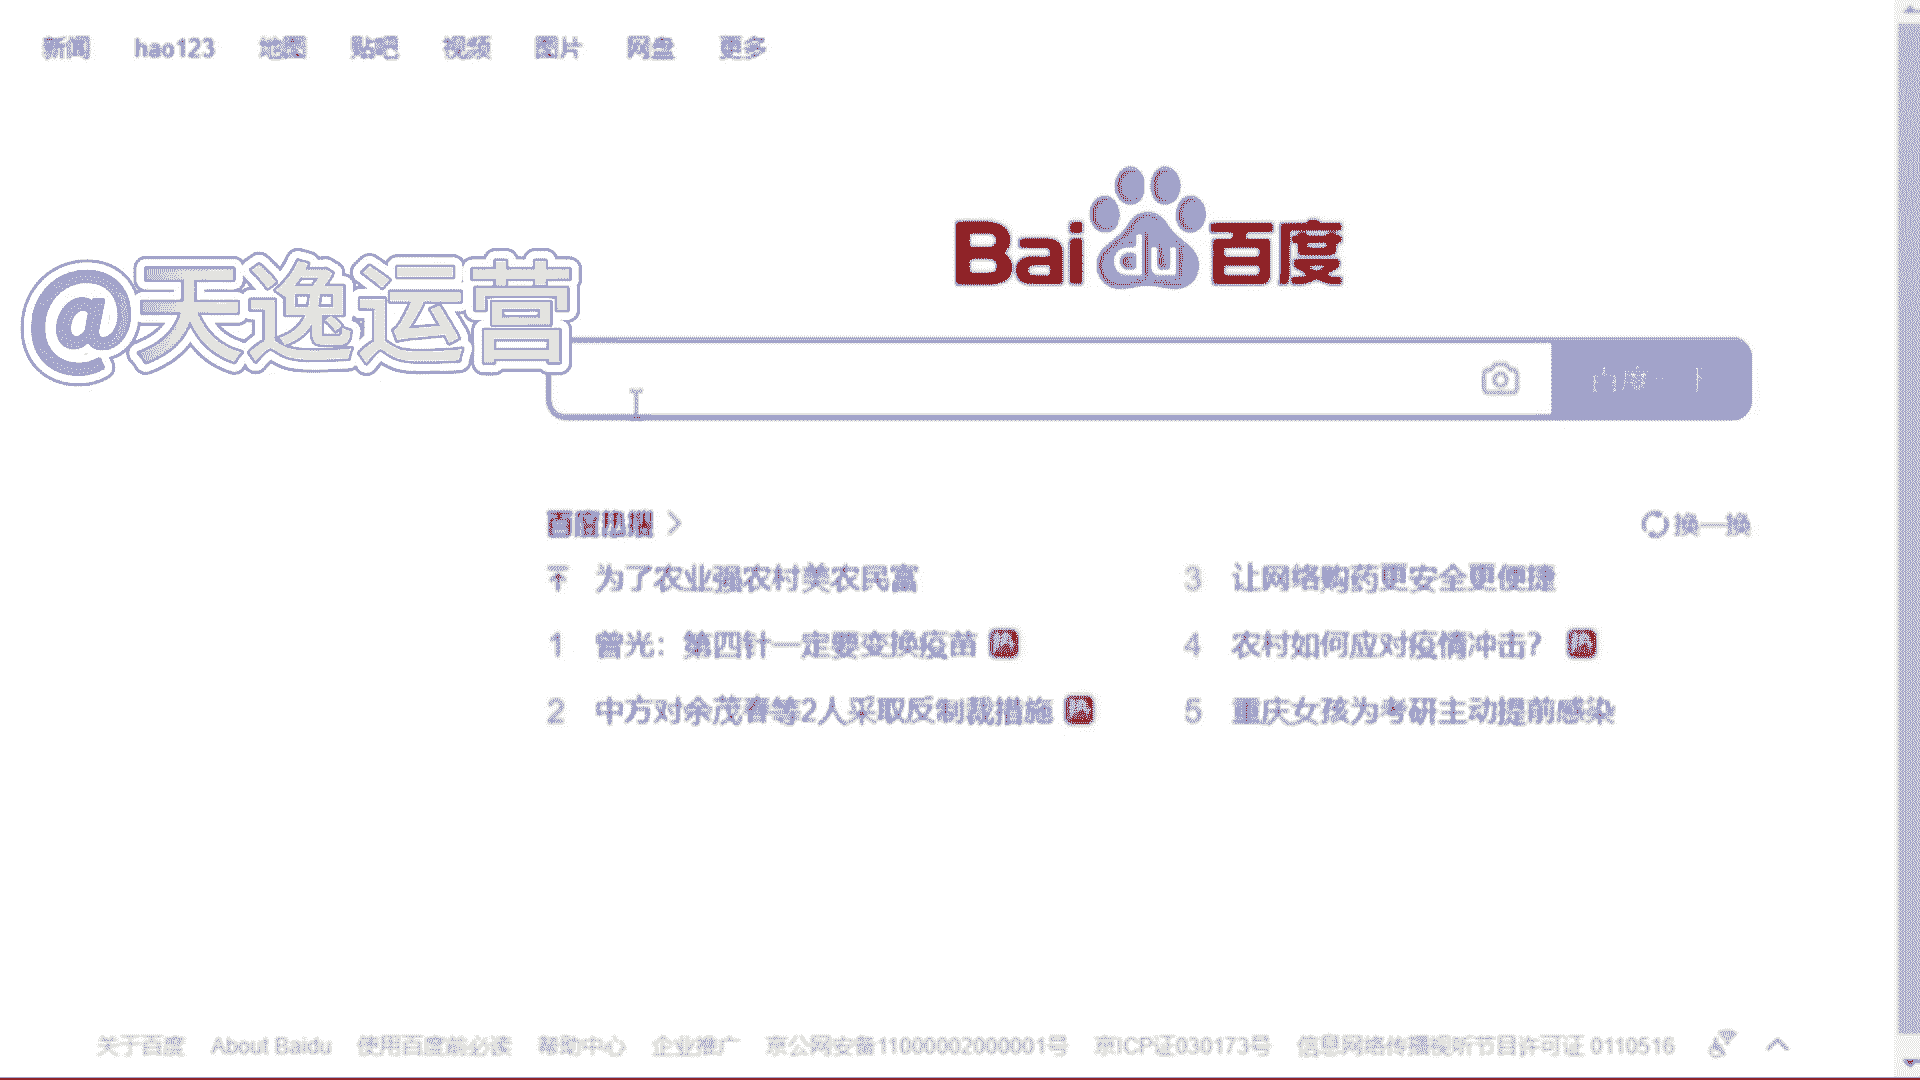 新闻 hao123 地图 贴吧 视频 图片 网盘 更多
Bai du 百度
@天逸运营
百度一下
百度热搜 换一换
为了农业强农村美农民富
3 让网络购药更安全更便捷
1 曾光：第四针一定要变换疫苗 热
4 农村如何应对疫情冲击？ 热
2 中方对余茂春等2人采取反制裁措施 热
5 重庆女孩为考研主动提前感染
关于百度 About Baidu 使用百度前必读 帮助中心 企业推广 京公网安备11000002000001号 京ICP证030173号 信息网络传播视听节目许可证 0110516